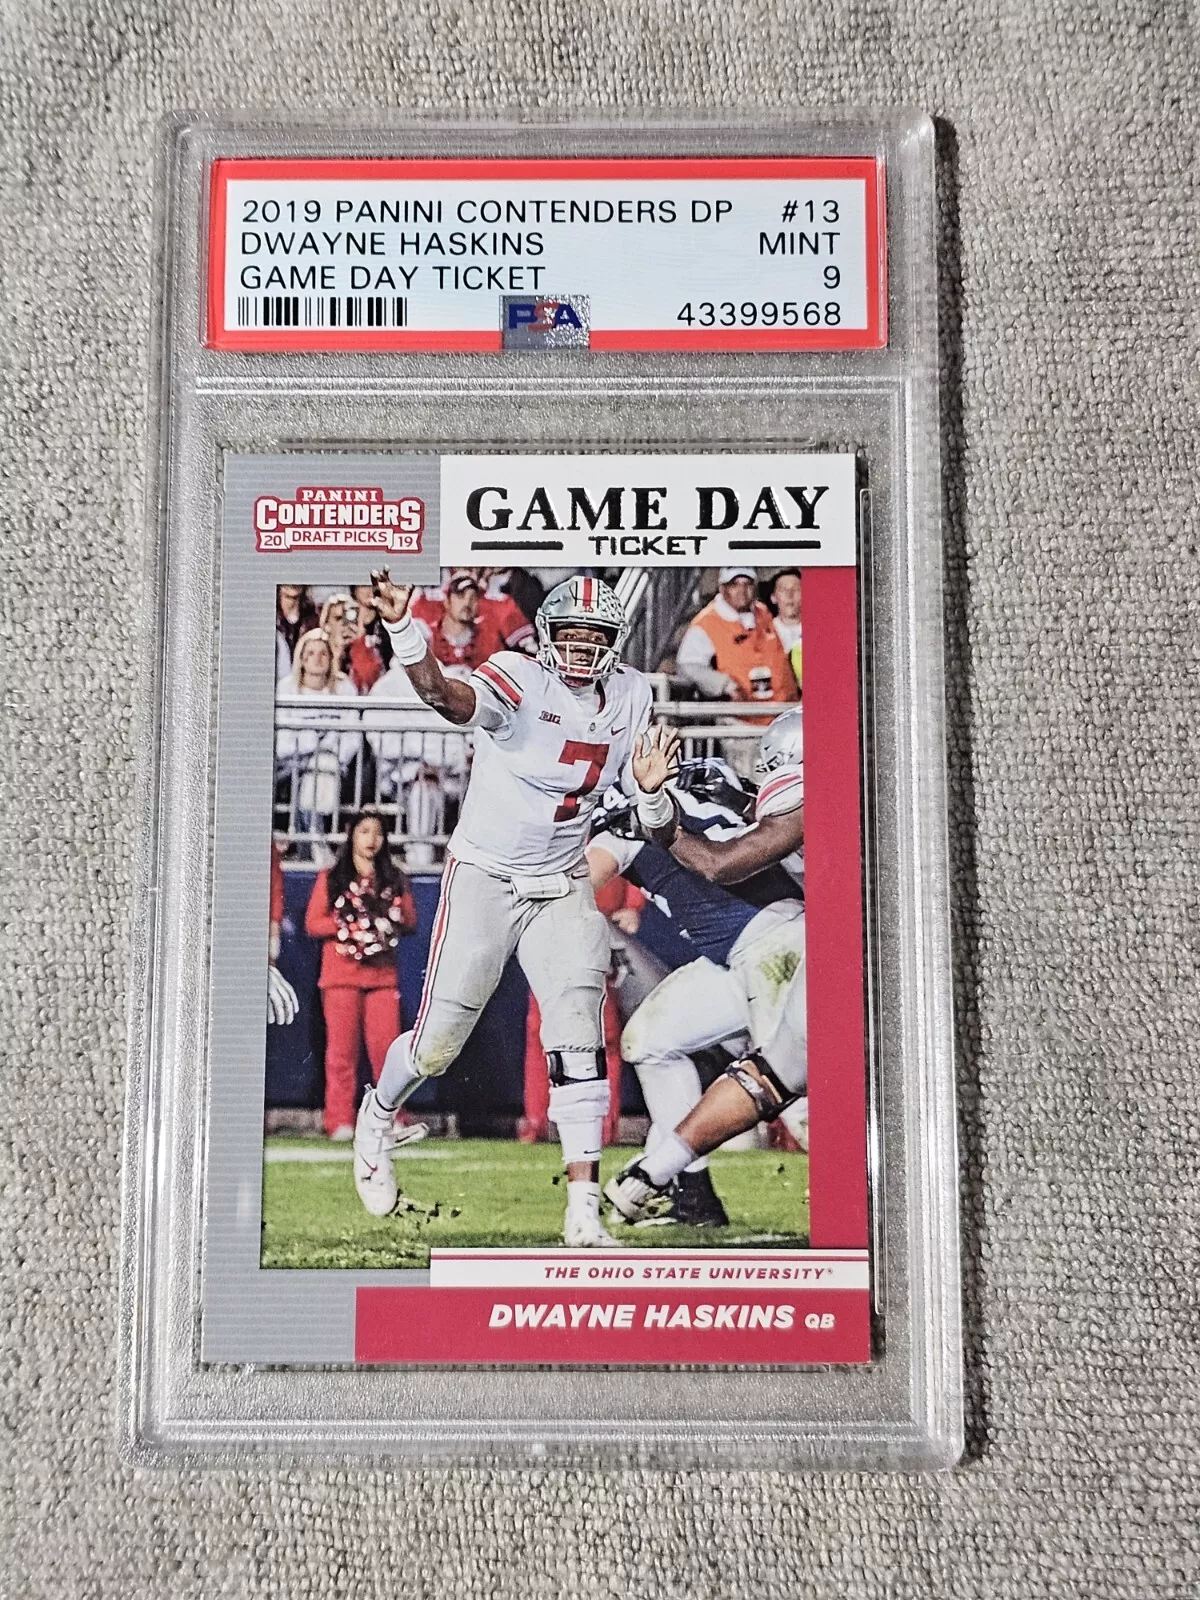 2019 PANINI CONTENDERS DP #13
DWAYNE HASKINS MINT
GAME DAY TICKET 9
PSA 43399568
PANINI
CONTENDERS
20 DRAFT PICKS 19
GAME DAY
TICKET
B1G
7
THE OHIO STATE UNIVERSITY®
DWAYNE HASKINS QB